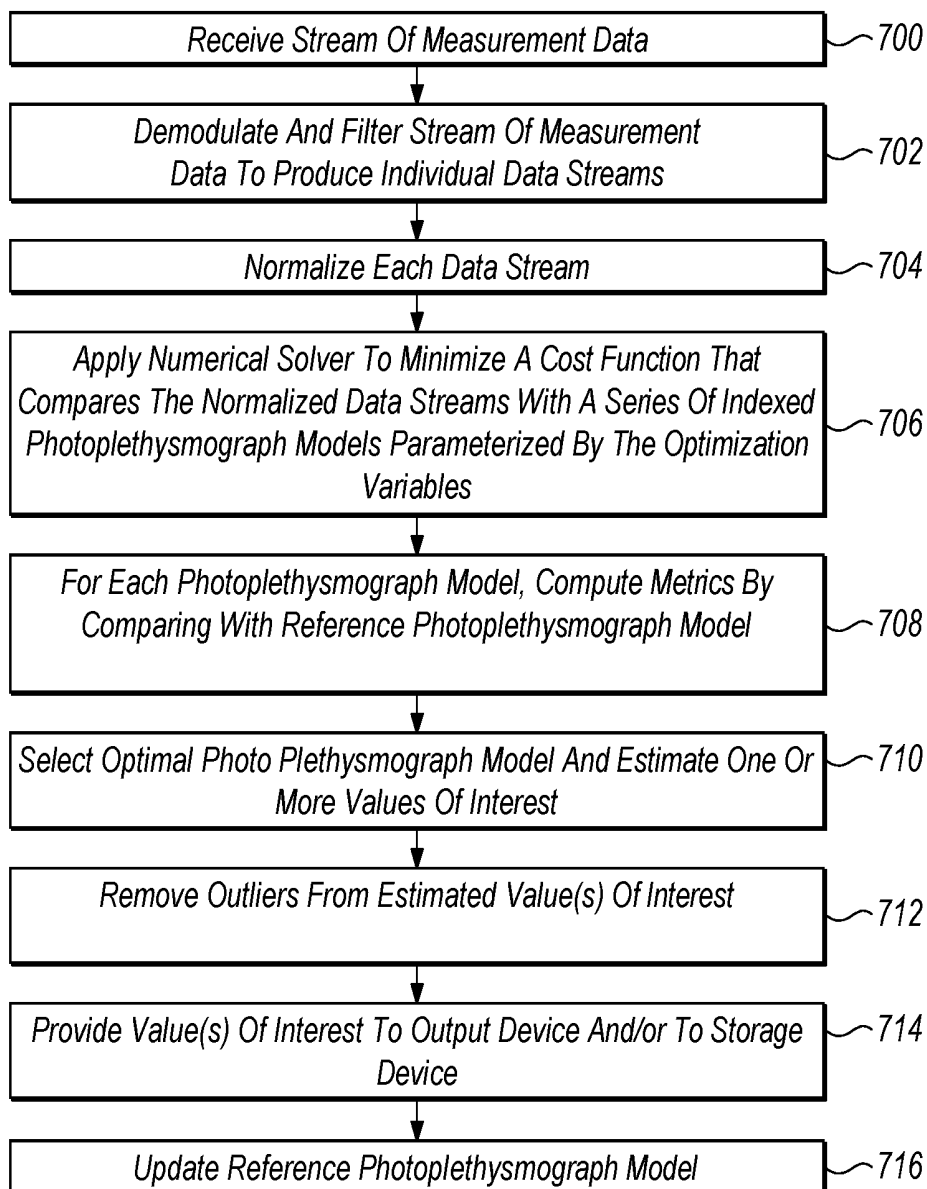 Receive Stream Of Measurement Data
700
Demodulate And Filter Stream Of Measurement
Data To Produce Individual Data Streams
702
Normalize Each Data Stream
704
Apply Numerical Solver To Minimize A Cost Function That
Compares The Normalized Data Streams With A Series Of Indexed
Photoplethysmograph Models Parameterized By The Optimization
Variables
706
For Each Photoplethysmograph Model, Compute Metrics By
Comparing With Reference Photoplethysmograph Model
708
Select Optimal Photo Plethysmograph Model And Estimate One Or
More Values Of Interest
710
Remove Outliers From Estimated Value(s) Of Interest
712
Provide Value(s) Of Interest To Output Device And/or To Storage
Device
714
Update Reference Photoplethysmograph Model
716